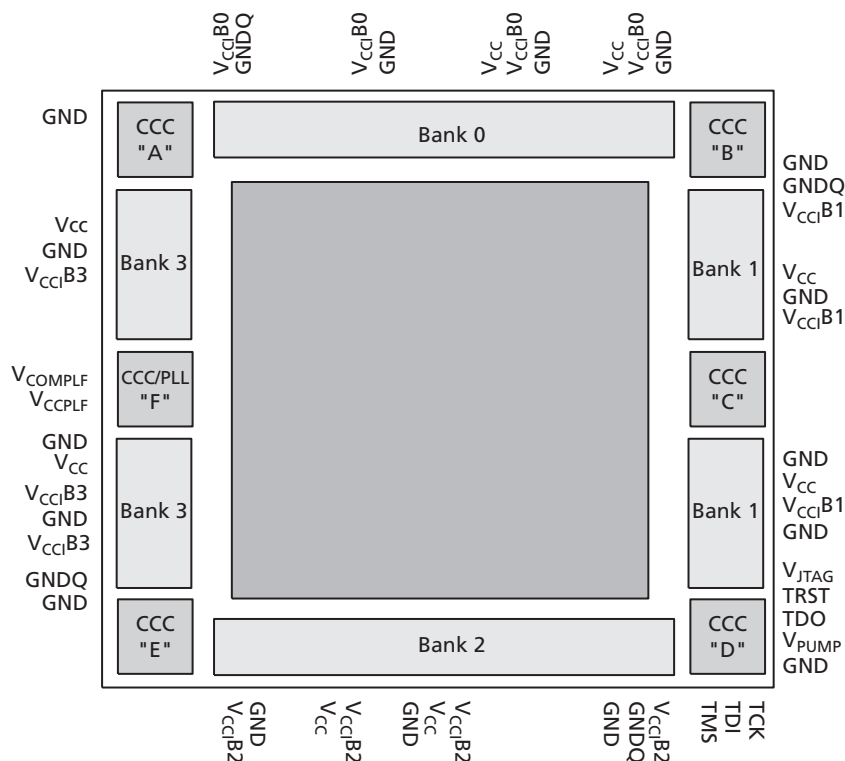 VCCIB0
GNDQ
VCCIB0
GND
VCC
VCCIB0
GND
VCC
VCCIB0
GND
GND
CCC
"A"
Bank 0
CCC
"B"
GND
GNDQ
VCCIB1
Vcc
GND
VCCIB3
Bank 3
Bank 1
VCC
GND
VCCIB1
VCOMPLF
VCCPLF
CCC/PLL
"F"
CCC
"C"
GND
VCC
VCCIB3
GND
VCCIB3
Bank 3
Bank 1
GND
VCC
VCCIB1
GND
GNDQ
GND
VJTAG
TRST
TDO
VPUMP
GND
CCC
"E"
Bank 2
CCC
"D"
VCCIB2
GND
VCC
VCCIB2
GND
VCC
VCCIB2
GND
GNDQ
VCCIB2
TMS
TDI
TCK